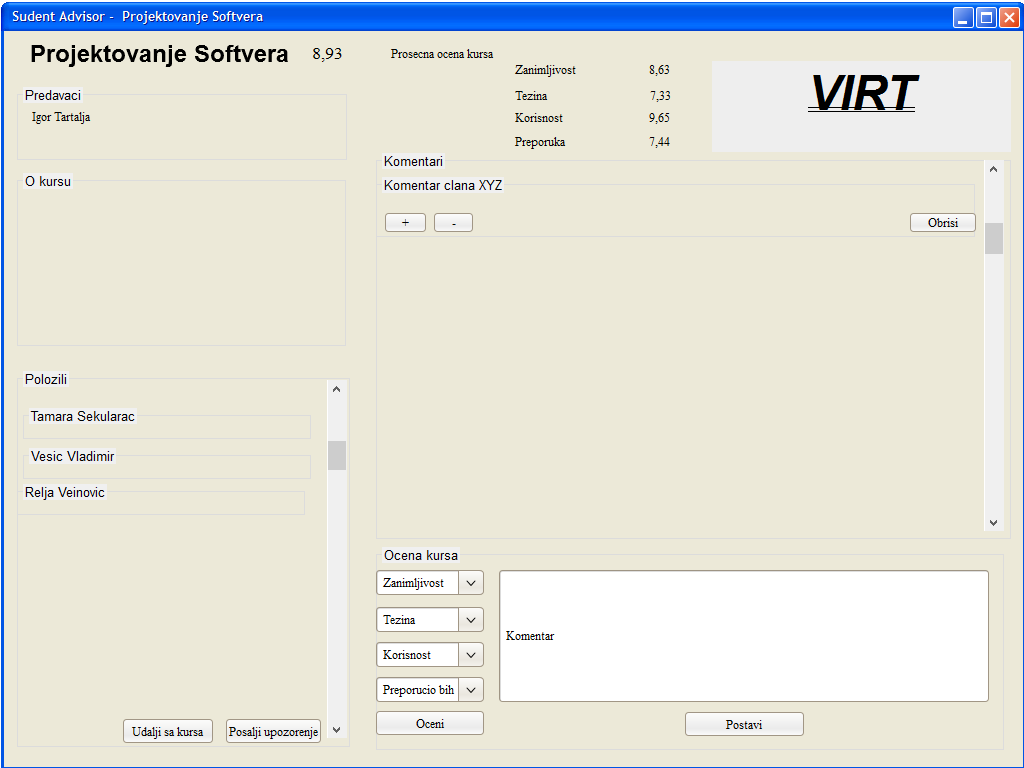 Sudent Advisor - Projektovanje Softvera
Projektovanje Softvera 8,93
Predavaci
Igor Tartalja
O kursu
Polozili
Tamara Sekularac
Vesic Vladimir
Relja Veinovic
Udalji sa kursa Posalji upozorenje
Prosecna ocena kursa
Zanimljivost 8,63
Tezina 7,33
Korisnost 9,65
Preporuka 7,44
VIRT
Komentari
Komentar clana XYZ
+ - Obrisi
Ocena kursa
Zanimljivost
Tezina
Korisnost
Preporucio bih
Oceni
Komentar
Postavi